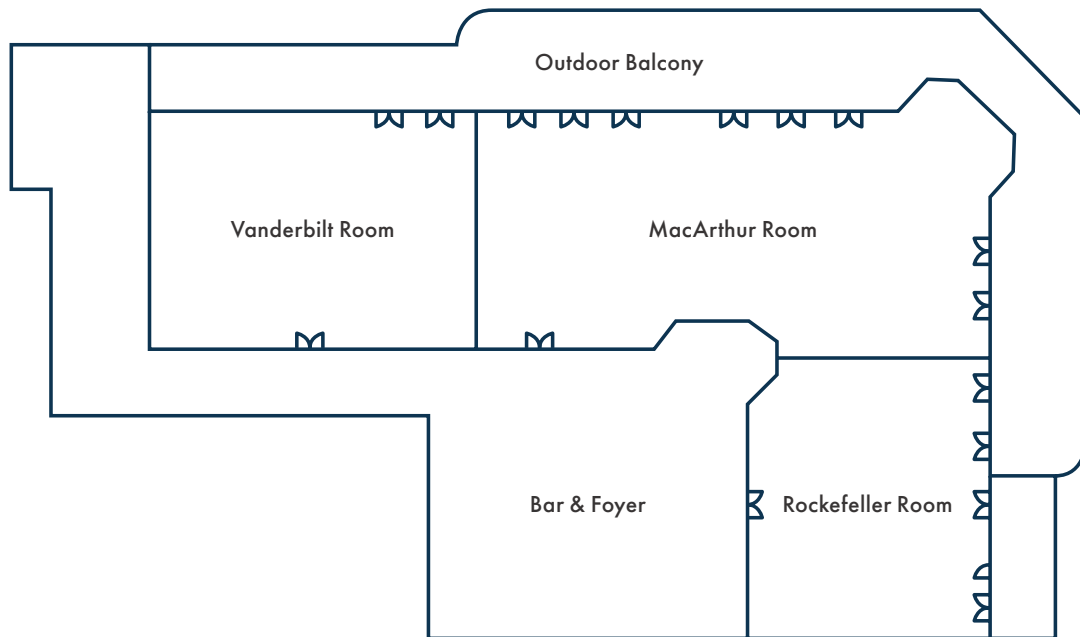 Outdoor Balcony
Vanderbilt Room
MacArthur Room
Bar & Foyer
Rockefeller Room